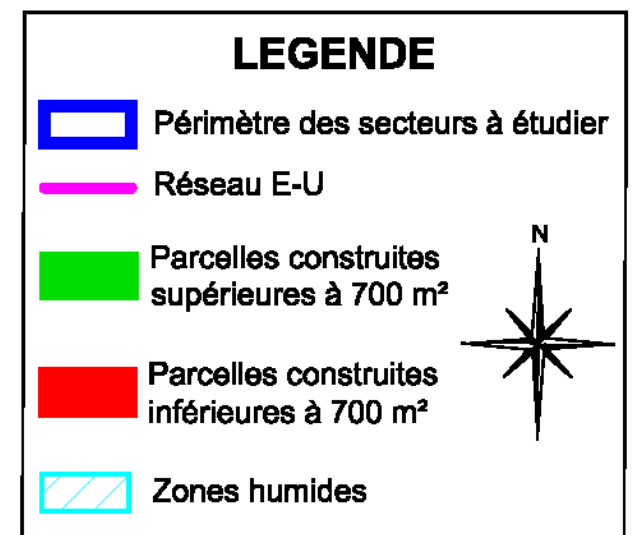 LEGENDE
Périmètre des secteurs à étudier
Réseau E-U
N
Parcelles construites
supérieures à 700 m²
Parcelles construites
inférieures à 700 m²
Zones humides